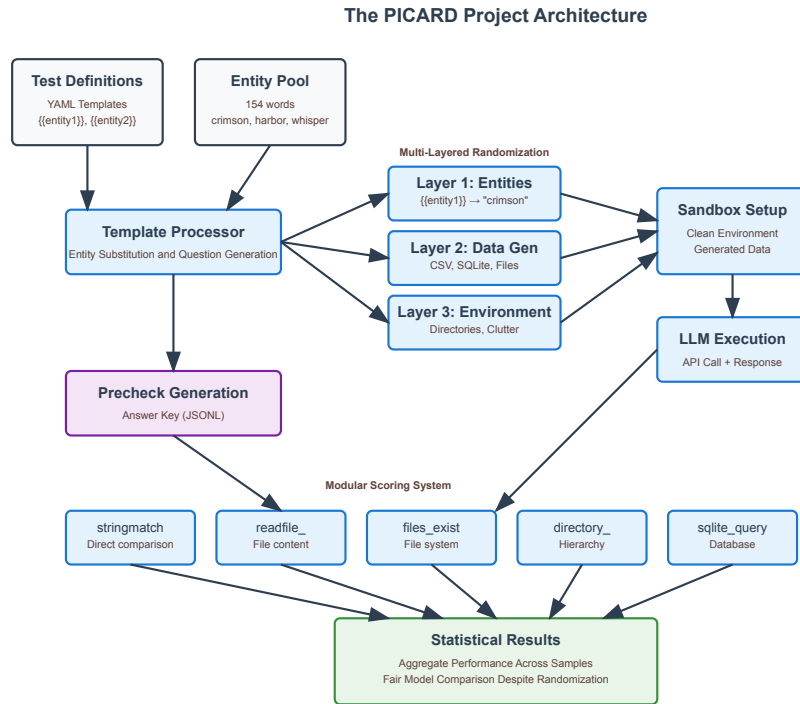 The PICARD Project Architecture
Test Definitions
YAML Templates
{{entity1}}, {{entity2}}
Entity Pool
154 words
crimson, harbor, whisper
Multi-Layered Randomization
Layer 1: Entities
{{entity1}} → "crimson"
Template Processor
Entity Substitution and Question Generation
Layer 2: Data Gen
CSV, SQLite, Files
Layer 3: Environment
Directories, Clutter
Sandbox Setup
Clean Environment
Generated Data
LLM Execution
API Call + Response
Precheck Generation
Answer Key (JSONL)
Modular Scoring System
stringmatch
Direct comparison
readfile_
File content
files_exist
File system
directory_
Hierarchy
sqlite_query
Database
Statistical Results
Aggregate Performance Across Samples
Fair Model Comparison Despite Randomization